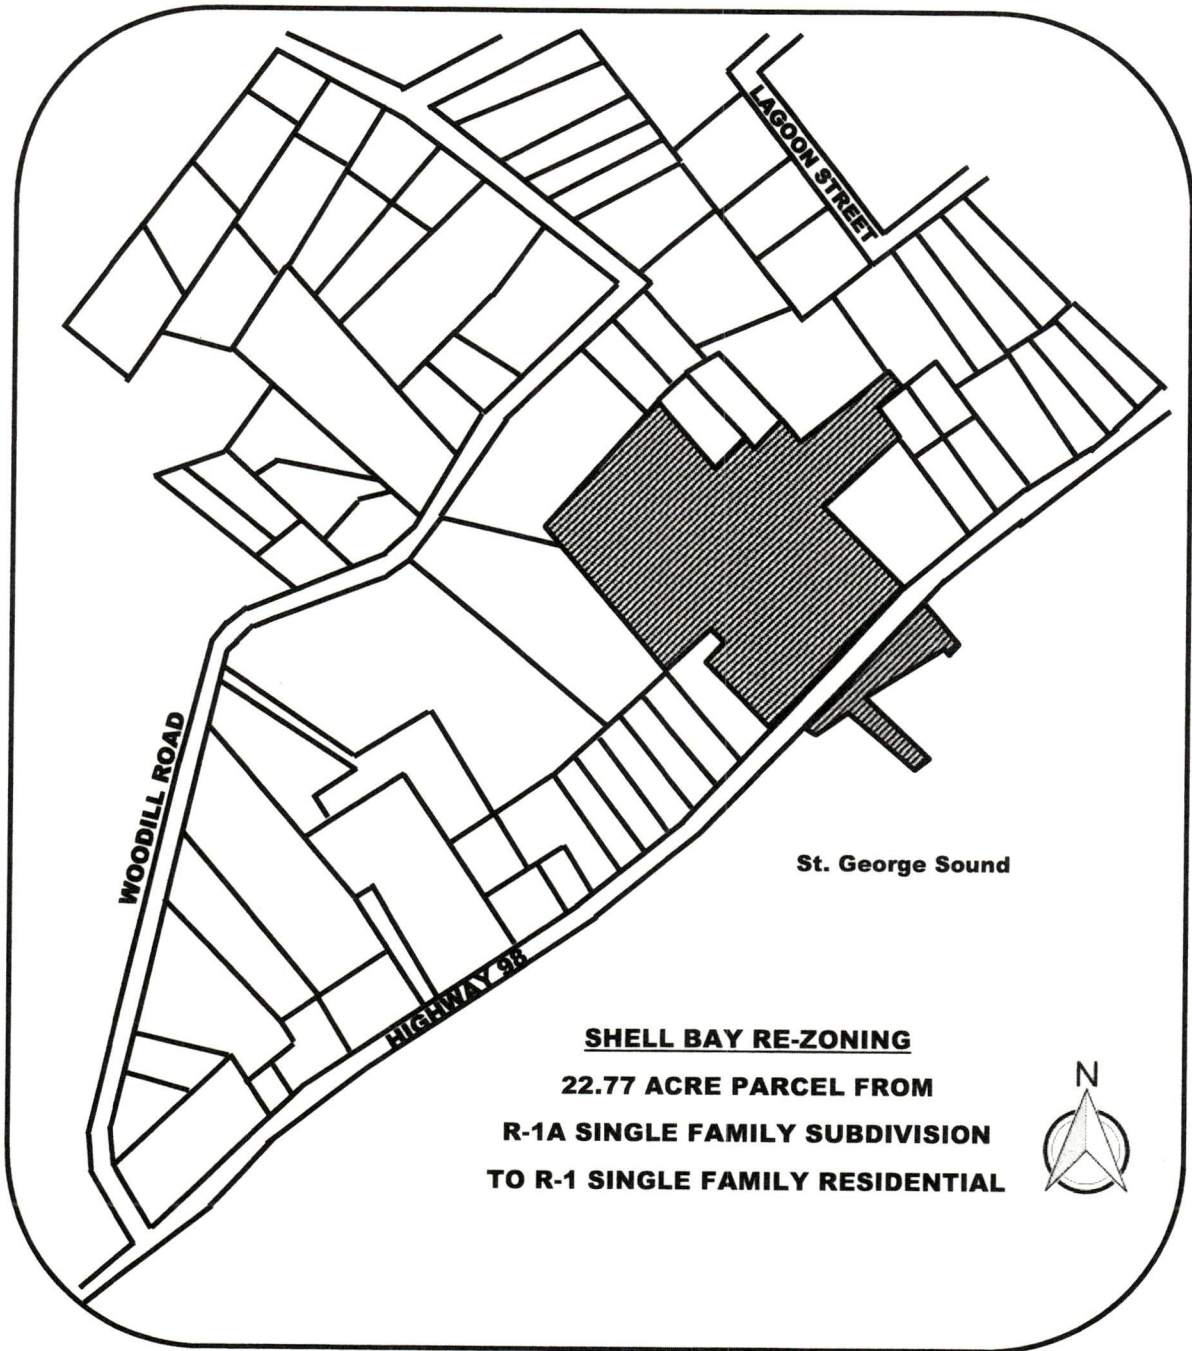 LAGOON STREET
WOODILL ROAD
St. George Sound
HIGHWAY 98
SHELL BAY RE-ZONING
22.77 ACRE PARCEL FROM
R-1A SINGLE FAMILY SUBDIVISION
TO R-1 SINGLE FAMILY RESIDENTIAL
N